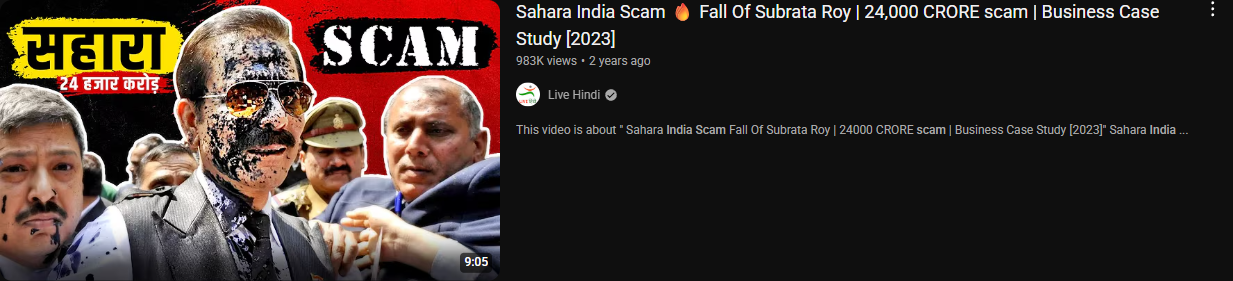 सहारा
24 हजार करोड़
SCAM
9:05
Sahara India Scam 🔥 Fall Of Subrata Roy | 24,000 CRORE scam | Business Case
Study [2023]
983K views • 2 years ago
Live Hindi
This video is about " Sahara India Scam Fall Of Subrata Roy | 24000 CRORE scam | Business Case Study [2023]" Sahara India ...